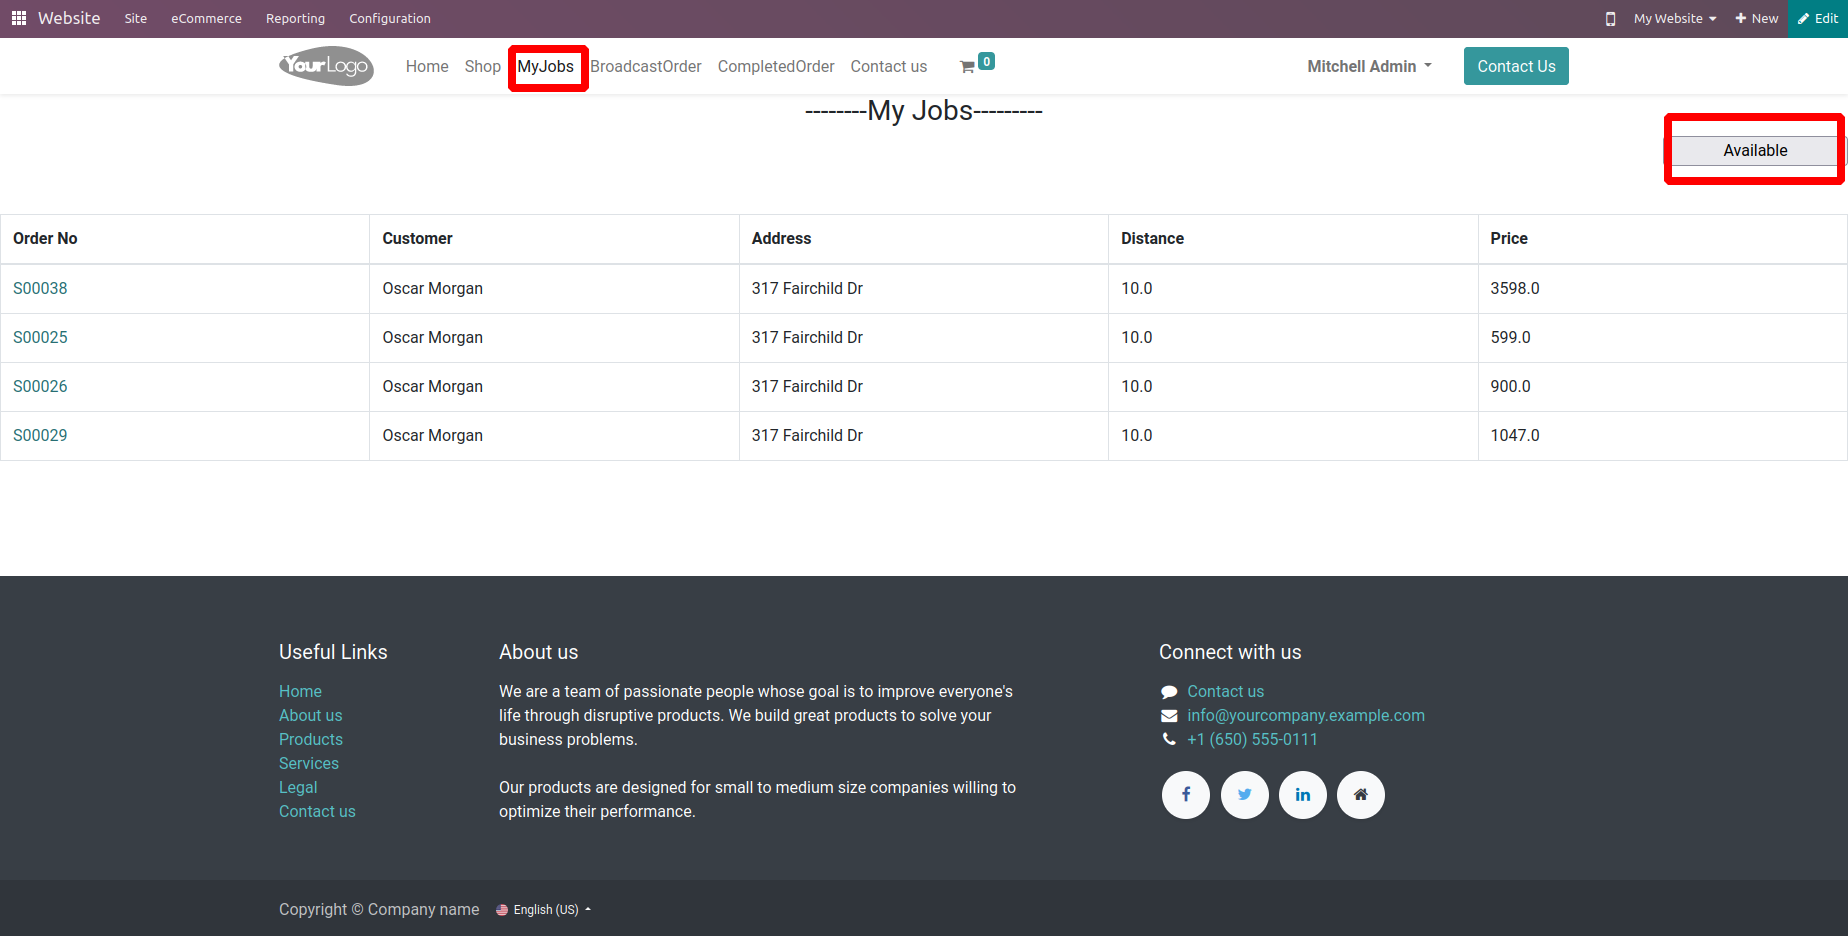 Website Site eCommerce Reporting Configuration My Website New Edit
YourLogo Home Shop MyJobs BroadcastOrder CompletedOrder Contact us 0 Mitchell Admin Contact Us
--------My Jobs---------
Available
Order No Customer Address Distance Price
S00038 Oscar Morgan 317 Fairchild Dr 10.0 3598.0
S00025 Oscar Morgan 317 Fairchild Dr 10.0 599.0
S00026 Oscar Morgan 317 Fairchild Dr 10.0 900.0
S00029 Oscar Morgan 317 Fairchild Dr 10.0 1047.0
Useful Links
Home
About us
Products
Services
Legal
Contact us
About us
We are a team of passionate people whose goal is to improve everyone's
life through disruptive products. We build great products to solve your
business problems.
Our products are designed for small to medium size companies willing to
optimize their performance.
Connect with us
Contact us
info@yourcompany.example.com
+1 (650) 555-0111
Copyright © Company name English (US)